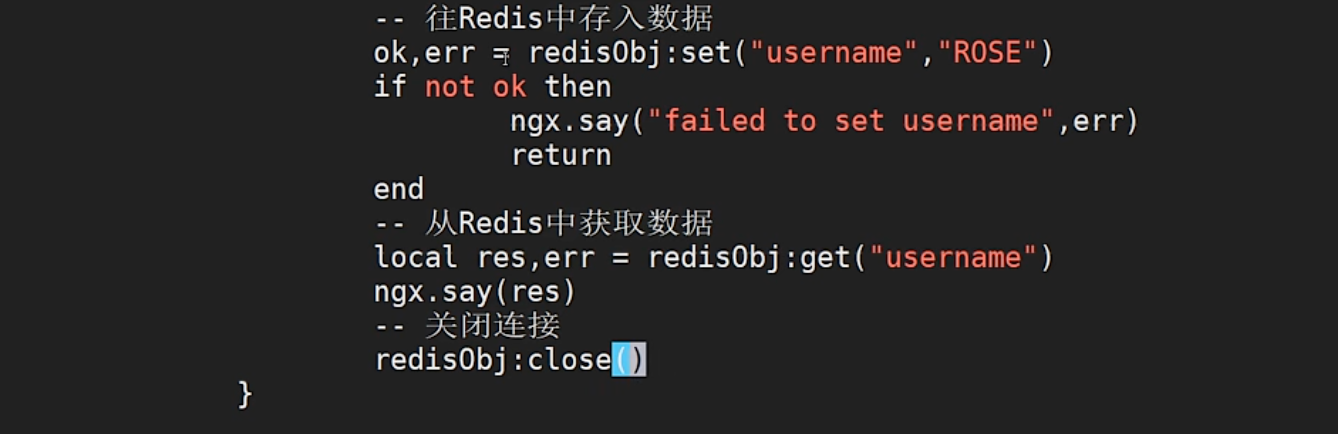 -- 往Redis中存入数据
ok,err = redisObj:set("username","ROSE")
if not ok then
ngx.say("failed to set username",err)
return
end
-- 从Redis中获取数据
local res,err = redisObj:get("username")
ngx.say(res)
-- 关闭连接
redisObj:close()
}